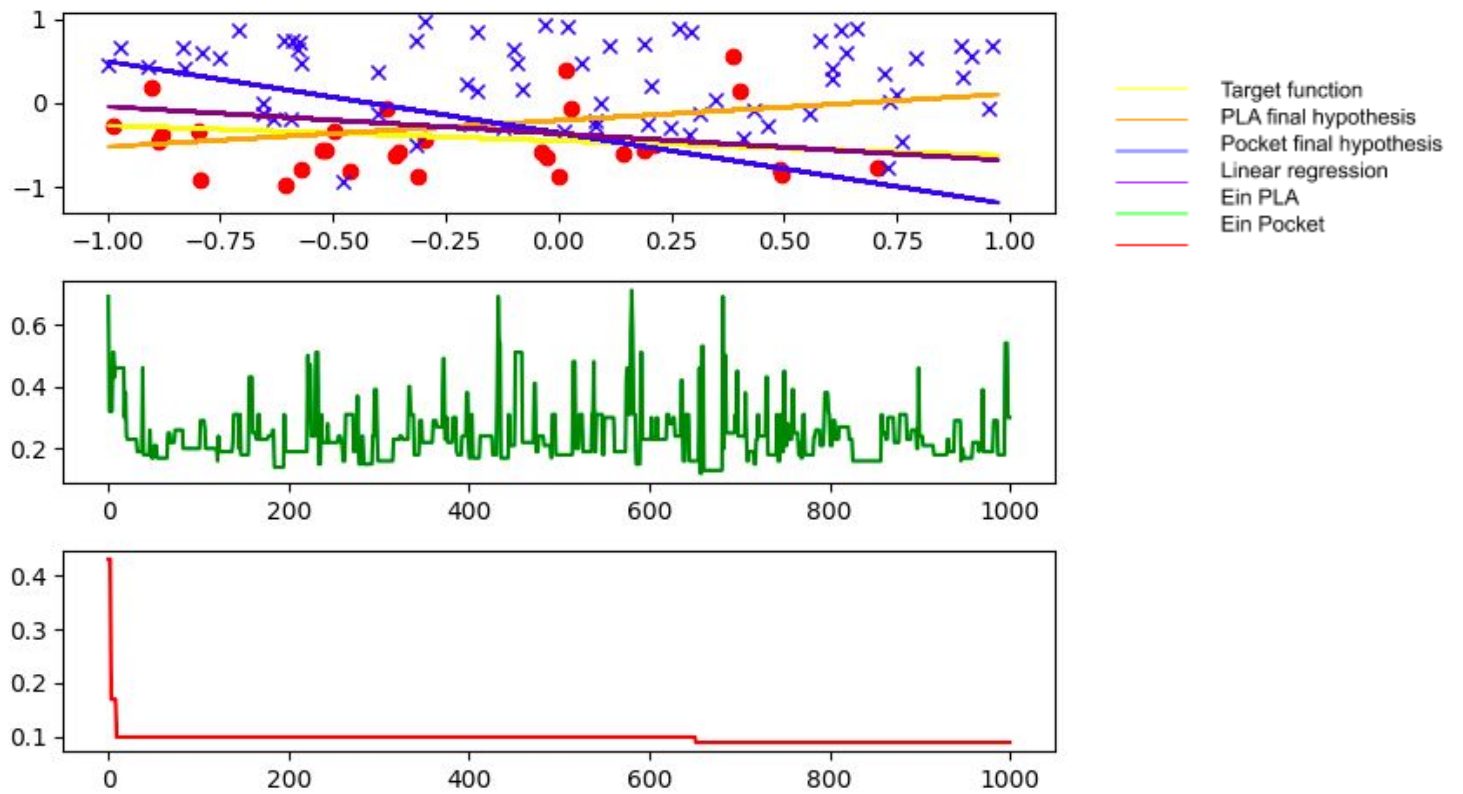 1
0
−1
−1.00 −0.75 −0.50 −0.25 0.00 0.25 0.50 0.75 1.00
Target function
PLA final hypothesis
Pocket final hypothesis
Linear regression
Ein PLA
Ein Pocket
0.6
0.4
0.2
0 200 400 600 800 1000
0.4
0.3
0.2
0.1
0 200 400 600 800 1000